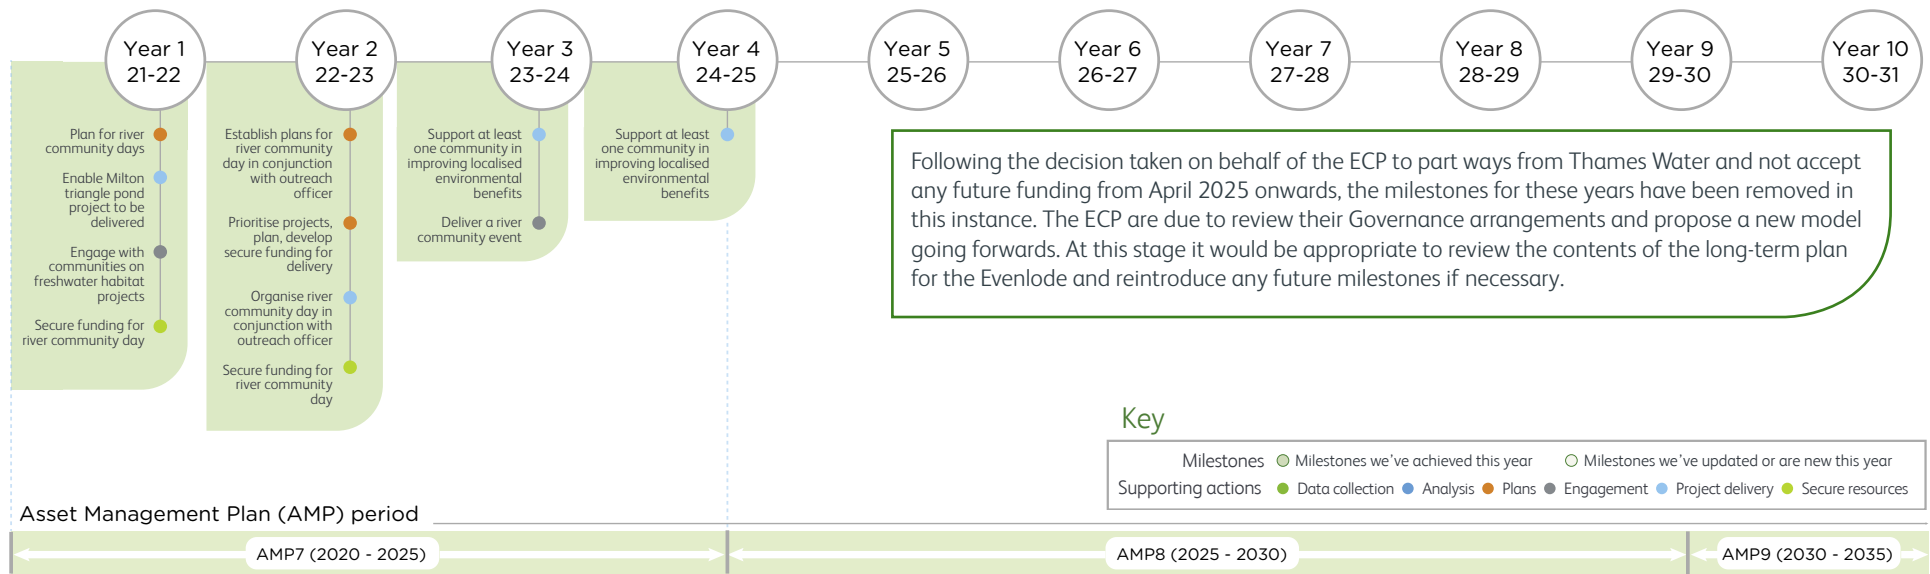 Year 1
21-22
Year 2
22-23
Year 3
23-24
Year 4
24-25
Year 5
25-26
Year 6
26-27
Year 7
27-28
Year 8
28-29
Year 9
29-30
Year 10
30-31
Plan for river
community days
Enable Milton
triangle pond
project to be
delivered
Engage with
communities on
freshwater habitat
projects
Secure funding for
river community day
Establish plans for
river community
day in conjunction
with outreach
officer
Prioritise projects,
plan, develop
secure funding for
delivery
Organise river
community day in
conjunction with
outreach officer
Secure funding for
river community
day
Support at least
one community in
improving localised
environmental
benefits
Deliver a river
community event
Support at least
one community in
improving localised
environmental
benefits
Following the decision taken on behalf of the ECP to part ways from Thames Water and not accept
any future funding from April 2025 onwards, the milestones for these years have been removed in
this instance. The ECP are due to review their Governance arrangements and propose a new model
going forwards. At this stage it would be appropriate to review the contents of the long-term plan
for the Evenlode and reintroduce any future milestones if necessary.
Key
Milestones Milestones we've achieved this year Milestones we've updated or are new this year
Supporting actions Data collection Analysis Plans Engagement Project delivery Secure resources
Asset Management Plan (AMP) period
AMP7 (2020 - 2025)
AMP8 (2025 - 2030)
AMP9 (2030 - 2035)